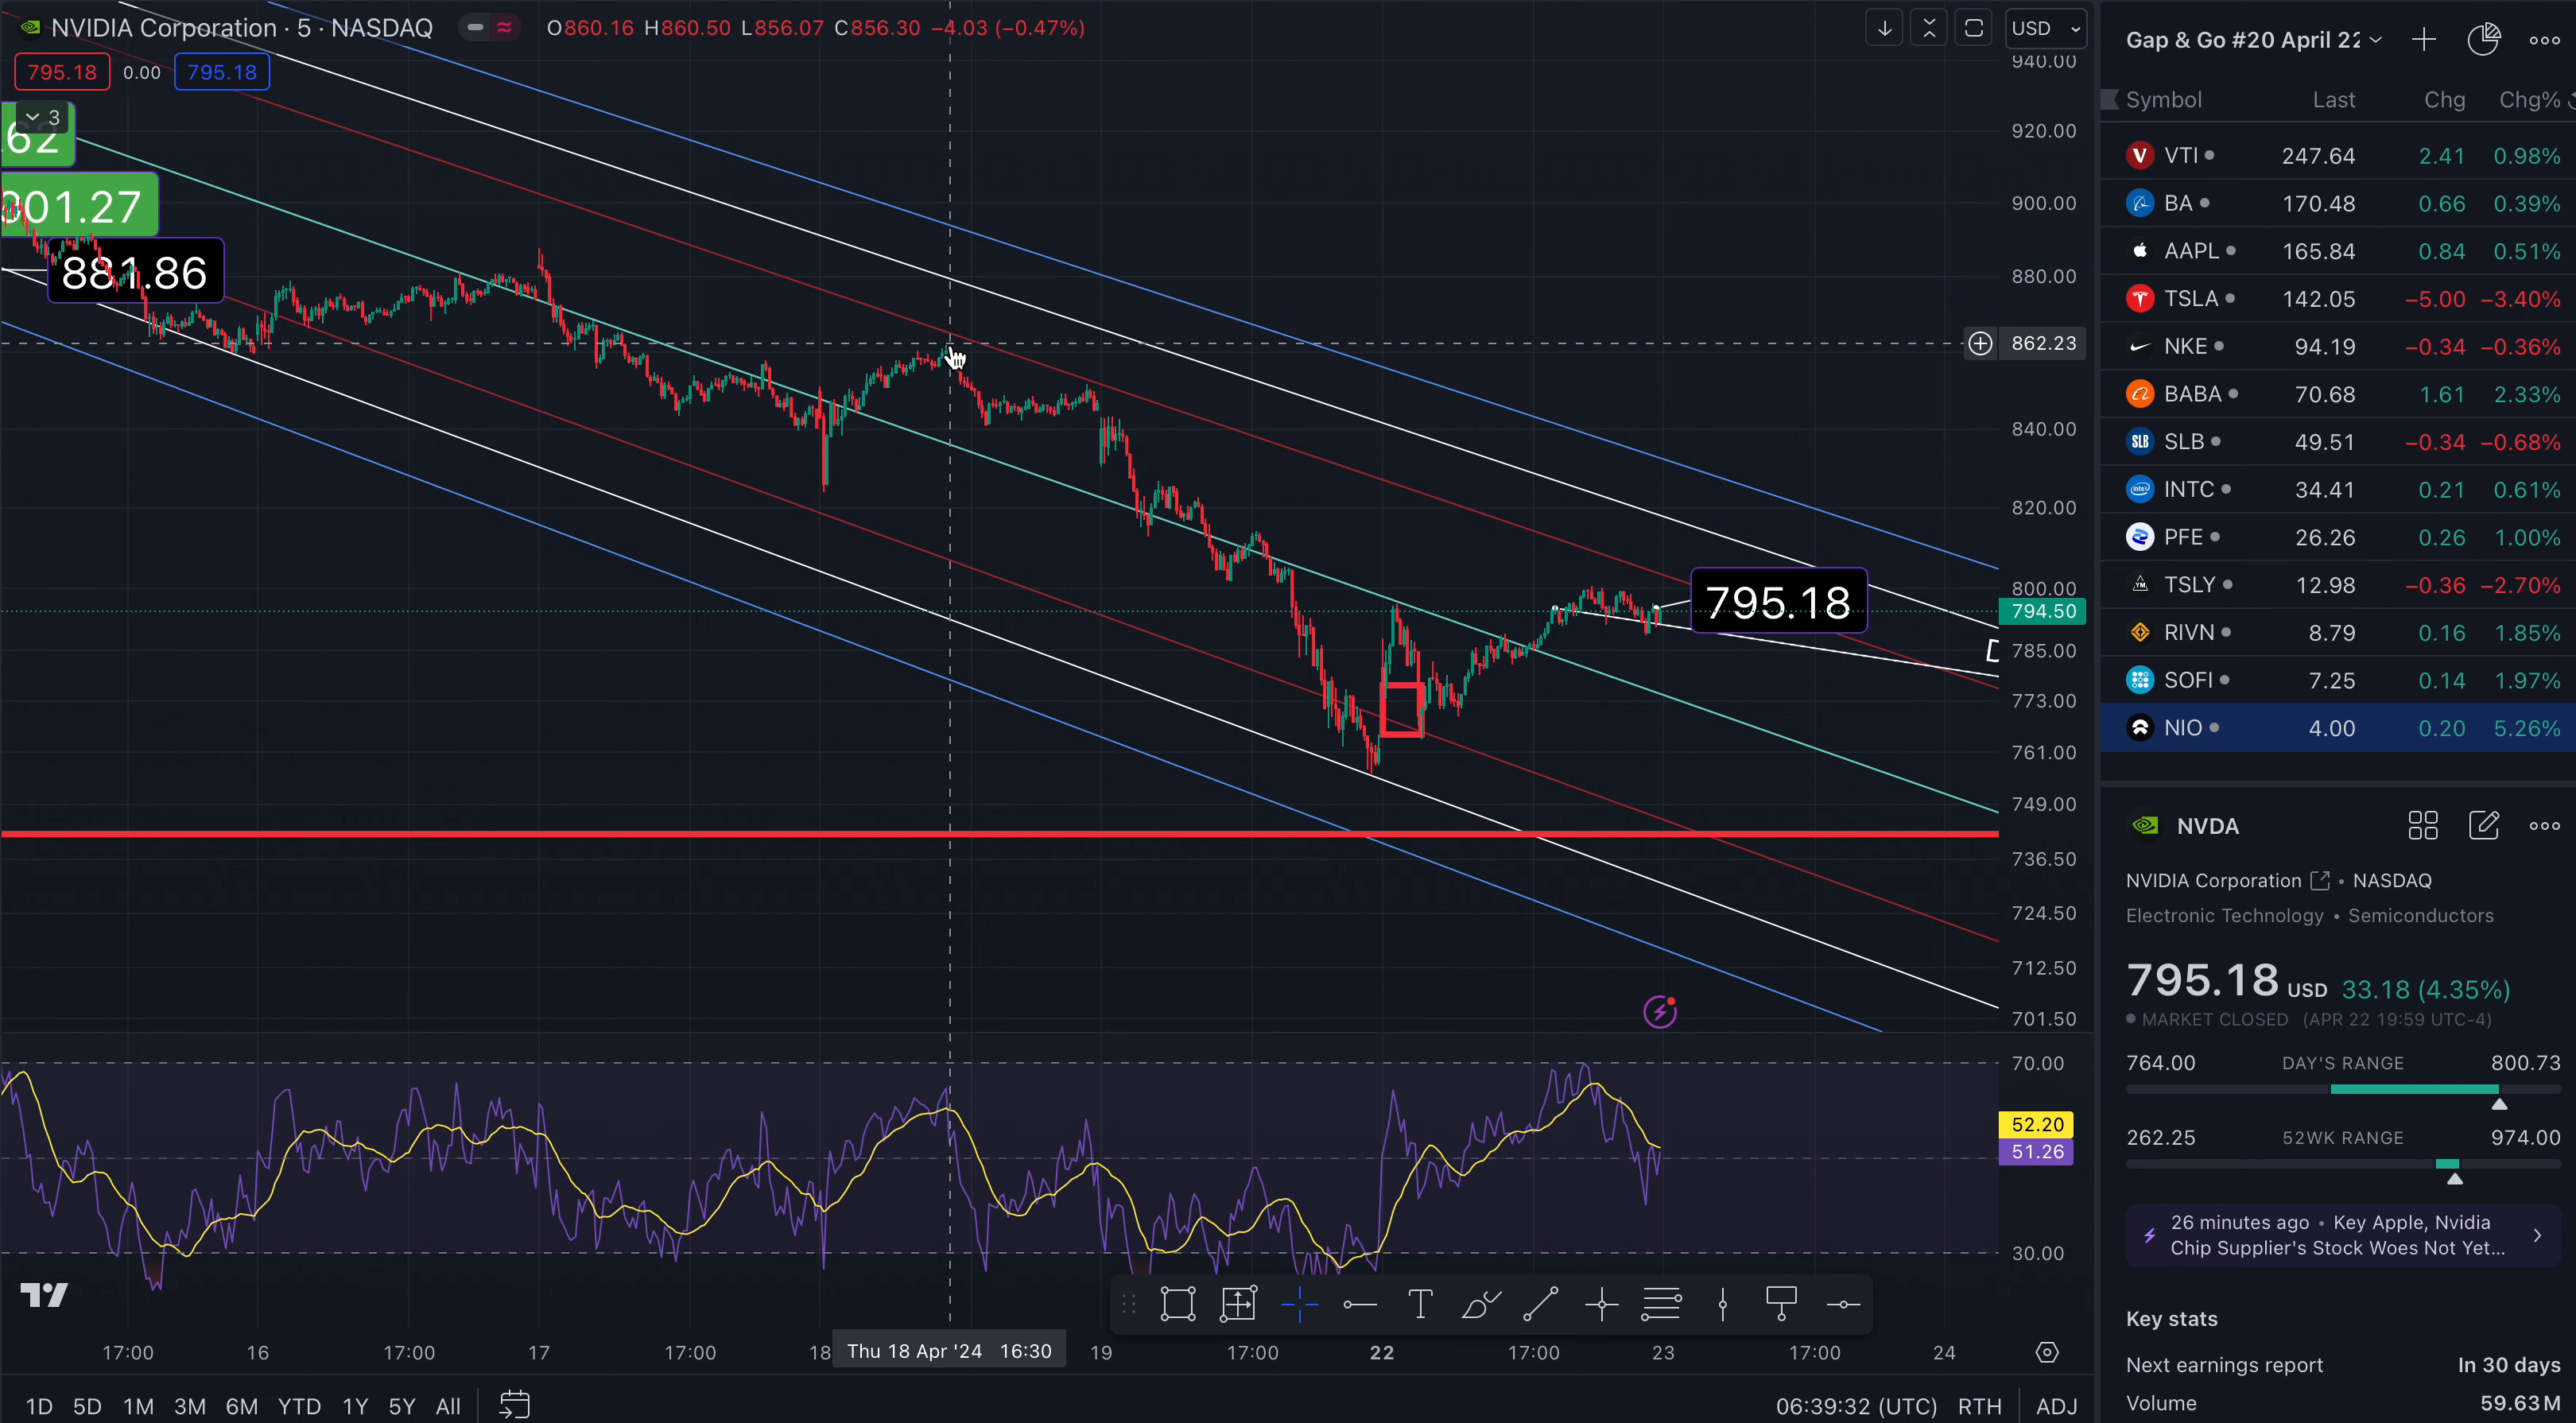 NVIDIA Corporation · 5 · NASDAQ O860.16 H860.50 L856.07 C856.30 −4.03 (−0.47%)
USD
795.18 0.00 795.18
3
.62
901.27
881.86
795.18
940.00
920.00
900.00
880.00
862.23
840.00
820.00
800.00
794.50
785.00
773.00
761.00
749.00
736.50
724.50
712.50
701.50
70.00
52.20
51.26
30.00
17:00 16 17:00 17 17:00 18 Thu 18 Apr '24 16:30 19 17:00 22 17:00 23 17:00 24
1D 5D 1M 3M 6M YTD 1Y 5Y All 06:39:32 (UTC) RTH ADJ
Gap & Go #20 April 22
Symbol Last Chg Chg%
VTI 247.64 2.41 0.98%
BA 170.48 0.66 0.39%
AAPL 165.84 0.84 0.51%
TSLA 142.05 −5.00 −3.40%
NKE 94.19 −0.34 −0.36%
BABA 70.68 1.61 2.33%
SLB SLB 49.51 −0.34 −0.68%
intel INTC 34.41 0.21 0.61%
PFE 26.26 0.26 1.00%
YM TSLY 12.98 −0.36 −2.70%
RIVN 8.79 0.16 1.85%
SOFI 7.25 0.14 1.97%
NIO 4.00 0.20 5.26%
NVDA
NVIDIA Corporation • NASDAQ
Electronic Technology • Semiconductors
795.18 USD 33.18 (4.35%)
MARKET CLOSED (APR 22 19:59 UTC-4)
764.00 DAY'S RANGE 800.73
262.25 52WK RANGE 974.00
26 minutes ago • Key Apple, Nvidia
Chip Supplier's Stock Woes Not Yet...
Key stats
Next earnings report In 30 days
Volume 59.63M